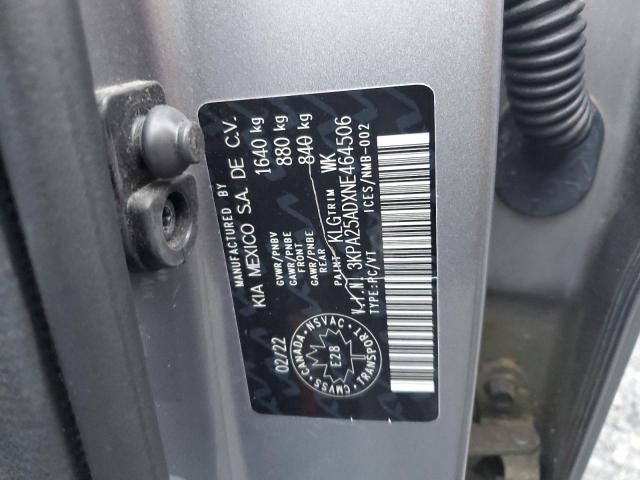 MANUFACTURED BY
KIA MEXICO S.A. DE C.V.
GVWR/PNBV 1640 kg
GAWR/PNBE FRONT 880 kg
GAWR/PNBE REAR 840 kg
PAINT KLG TRIM WK
V.I.N. 3KPA25ADXNE464506
TYPE:PC/VT ICES/NMB-002
02/22
CANADA NSVAC
E28
CMVSS TRANSPORT